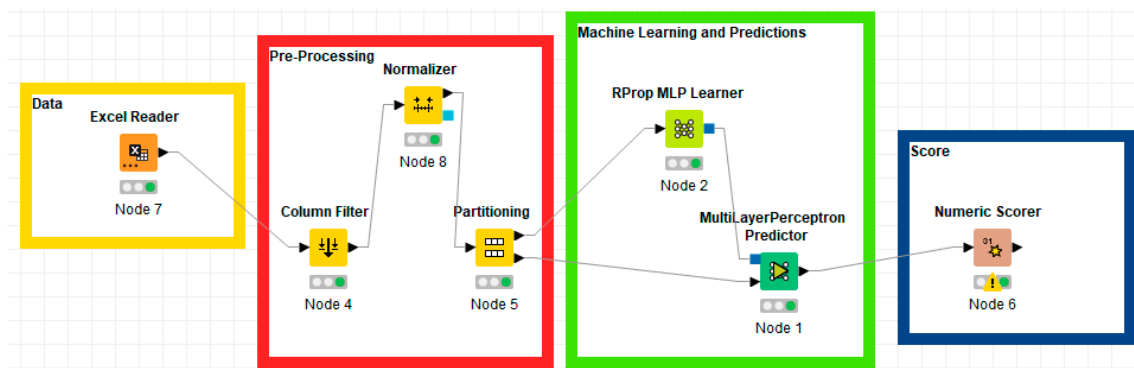 Data
Excel Reader
Node 7
Pre-Processing
Normalizer
Node 8
Column Filter
Node 4
Partitioning
Node 5
Machine Learning and Predictions
RProp MLP Learner
Node 2
MultiLayerPerceptron
Predictor
Node 1
Score
Numeric Scorer
Node 6